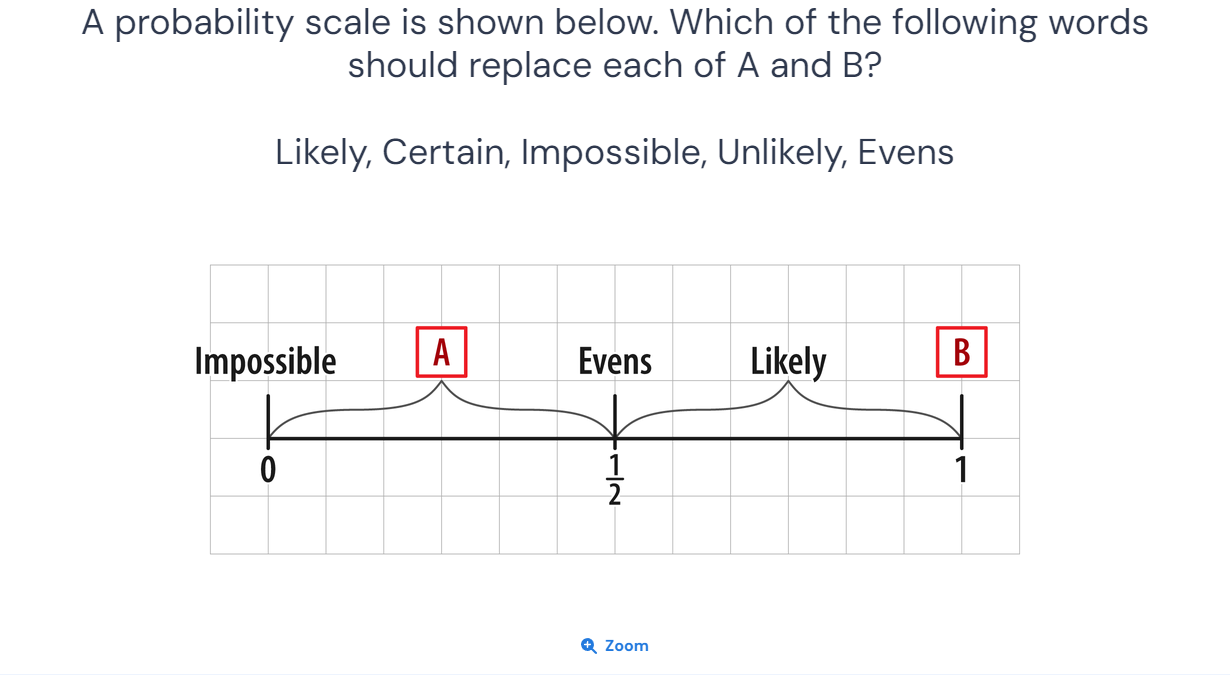 A probability scale is shown below. Which of the following words
should replace each of A and B?
Likely, Certain, Impossible, Unlikely, Evens
Impossible A Evens Likely B
0 1/2 1
Zoom